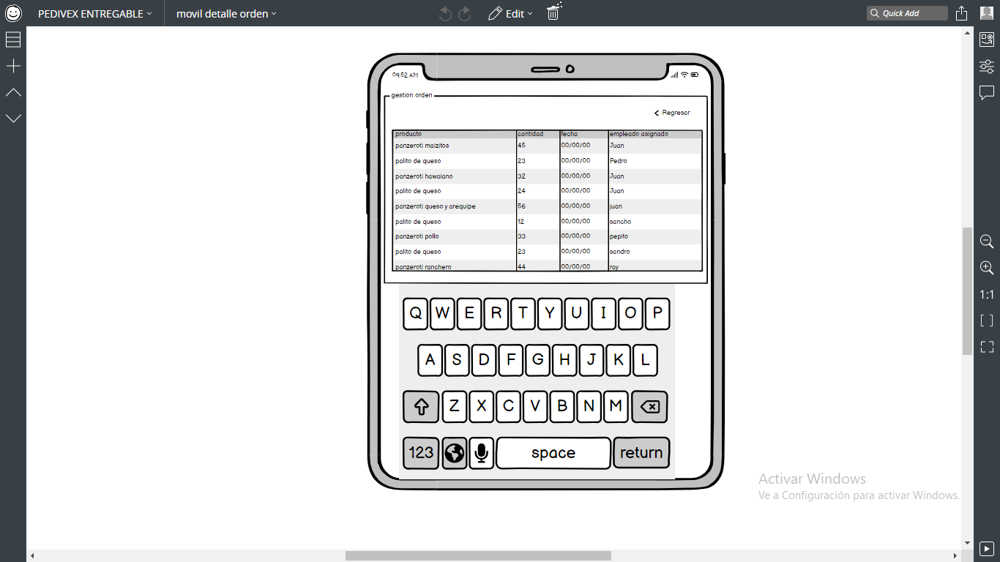 PEDIVEX ENTREGABLE
movil detalle orden
Edit
Quick Add
09:52 AM
gestion orden
Regresar
producto cantidad fecha empleado asignado
panzeroti maizitos 45 00/00/00 Juan
palito de queso 23 00/00/00 Pedro
panzeroti hawaiano 32 00/00/00 Juan
palito de queso 24 00/00/00 Juan
panzeroti queso y arequipe 56 00/00/00 juan
palito de queso 12 00/00/00 sancho
panzeroti pollo 33 00/00/00 pepito
palito de queso 23 00/00/00 sandro
panzeroti ranchero 44 00/00/00 ray
Q W E R T Y U I O P
A S D F G H J K L
Z X C V B N M
123 space return
1:1
Activar Windows
Ve a Configuración para activar Windows.